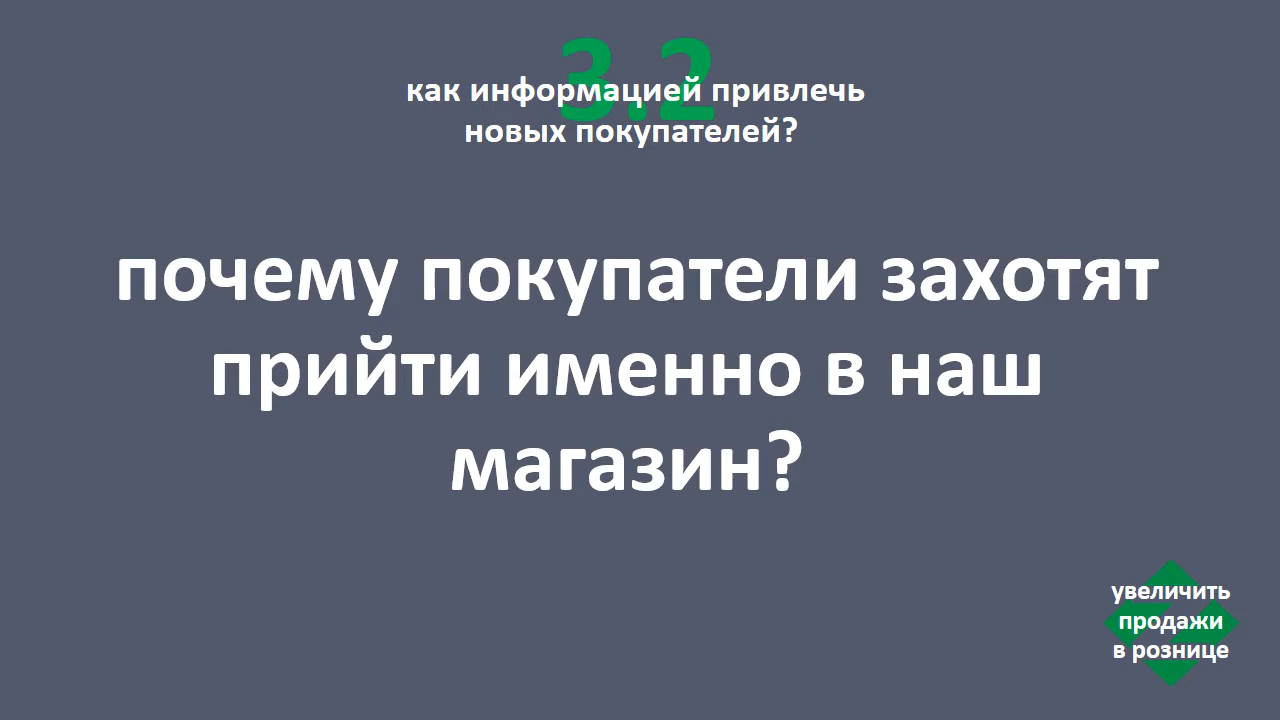 3.2
как информацией привлечь
новых покупателей?
почему покупатели захотят
прийти именно в наш
магазин?
увеличить
продажи
в рознице